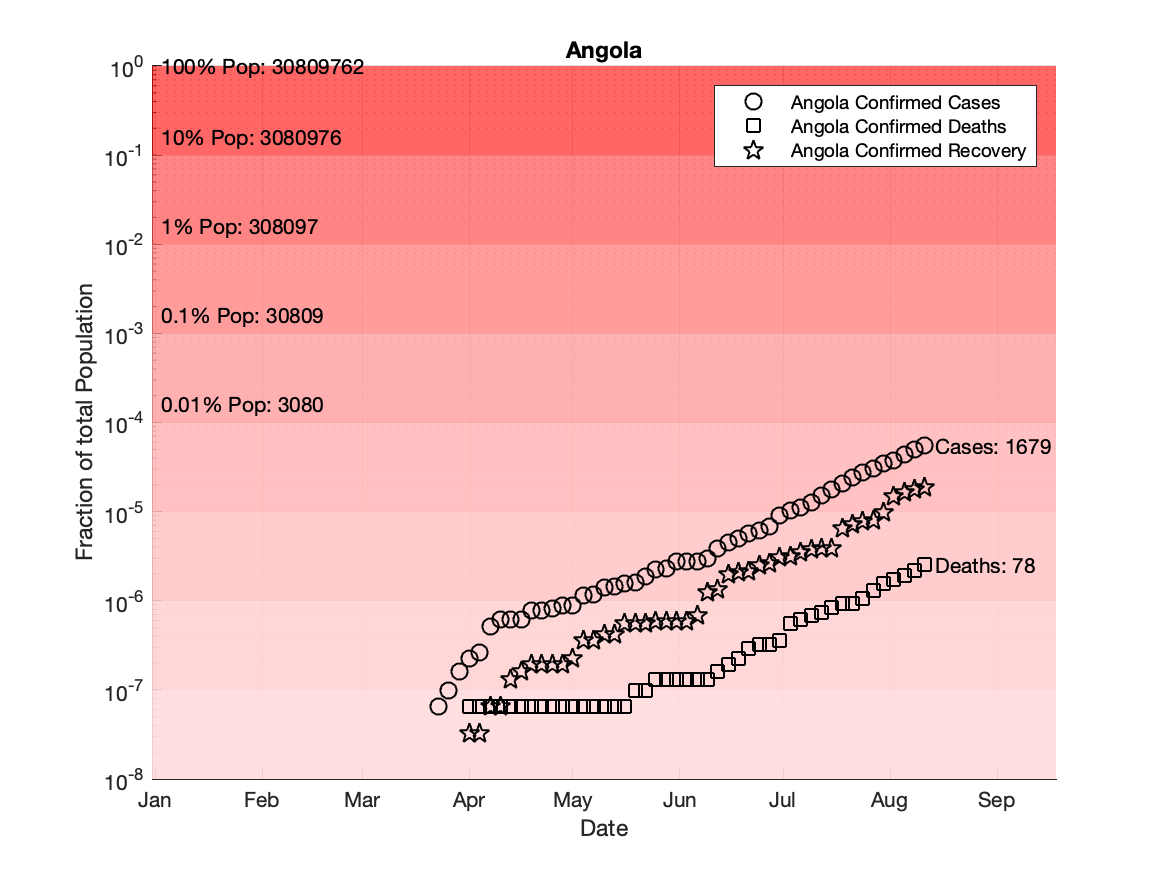 Angola
10^0
100% Pop: 30809762
Angola Confirmed Cases
Angola Confirmed Deaths
Angola Confirmed Recovery
10% Pop: 3080976
10^-1
1% Pop: 308097
10^-2
0.1% Pop: 30809
10^-3
0.01% Pop: 3080
10^-4
Cases: 1679
10^-5
Deaths: 78
10^-6
10^-7
10^-8
Fraction of total Population
Jan Feb Mar Apr May Jun Jul Aug Sep
Date